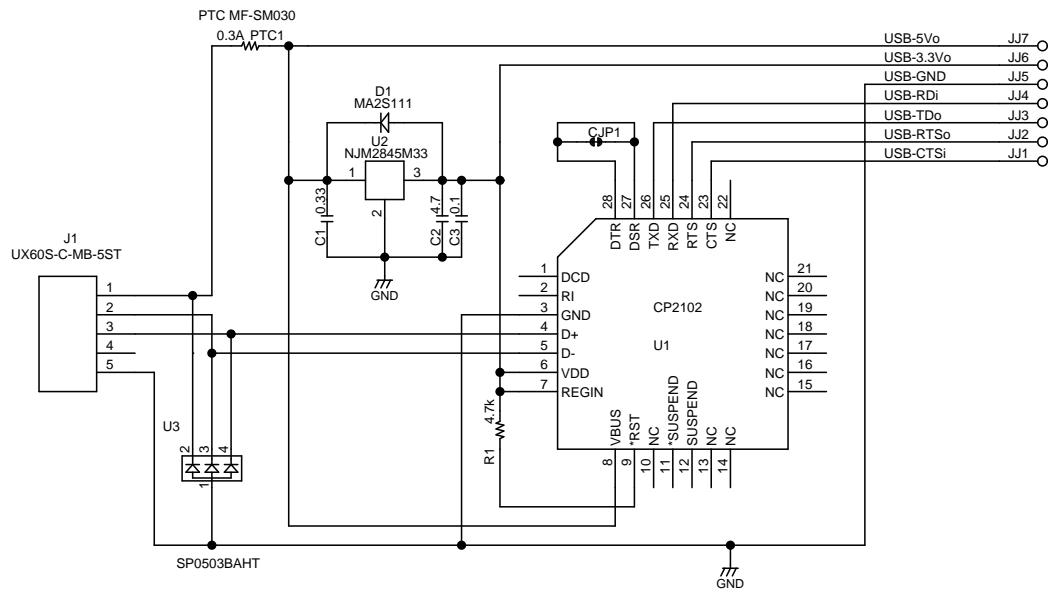 PTC MF-SM030
0.3A PTC1
USB-5Vo JJ7
USB-3.3Vo JJ6
USB-GND JJ5
USB-RDi JJ4
USB-TDo JJ3
USB-RTSo JJ2
USB-CTSi JJ1
D1
MA2S111
U2
NJM2845M33
1 3
2
C1 0.33
C2 4.7
C3 0.1
GND
CJP1
28 27 26 25 24 23 22
DTR DSR TXD RXD RTS CTS NC
J1
UX60S-C-MB-5ST
1
2
3
4
5
1 DCD
2 RI
3 GND
4 D+
5 D-
6 VDD
7 REGIN
CP2102
U1
NC 21
NC 20
NC 19
NC 18
NC 17
NC 16
NC 15
R1 4.7k
VBUS *RST NC *SUSPEND SUSPEND NC NC
8 9 10 11 12 13 14
U3
2 3 4
1
SP0503BAHT
GND